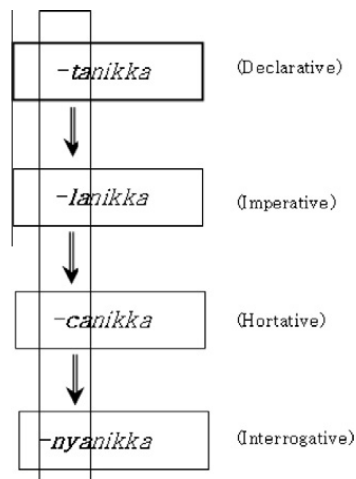 -tanikka (Declarative)
-lanikka (Imperative)
-canikka (Hortative)
-nyanikka (Interrogative)